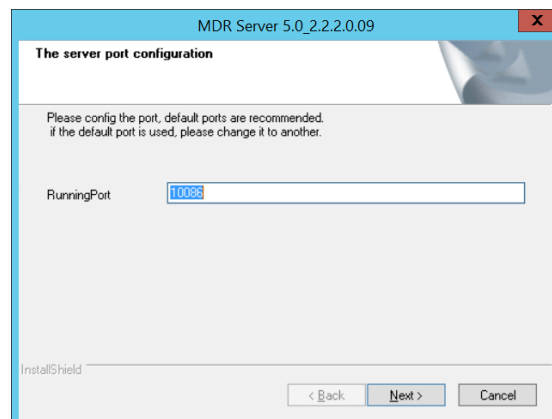 MDR Server 5.0_2.2.2.0.09
X
The server port configuration
Please config the port, default ports are recommended.
if the default port is used, please change it to another.
RunningPort 10086
InstallShield
< Back Next > Cancel